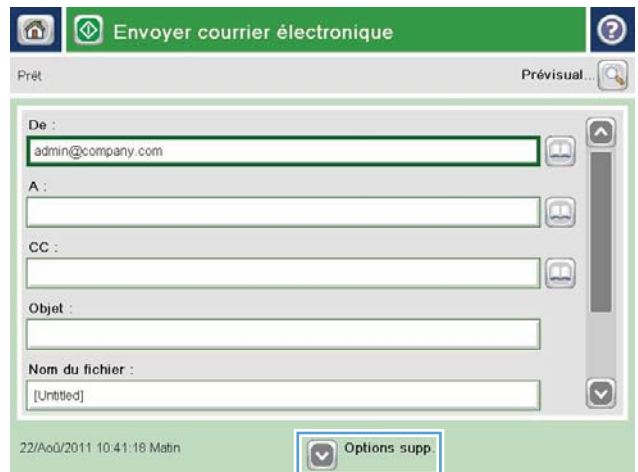 Envoyer courrier électronique
Prêt
Prévisual...
De :
admin@company.com
A :
CC :
Objet :
Nom du fichier :
[Untitled]
22/Aoû/2011 10:41:18 Matin
Options supp.